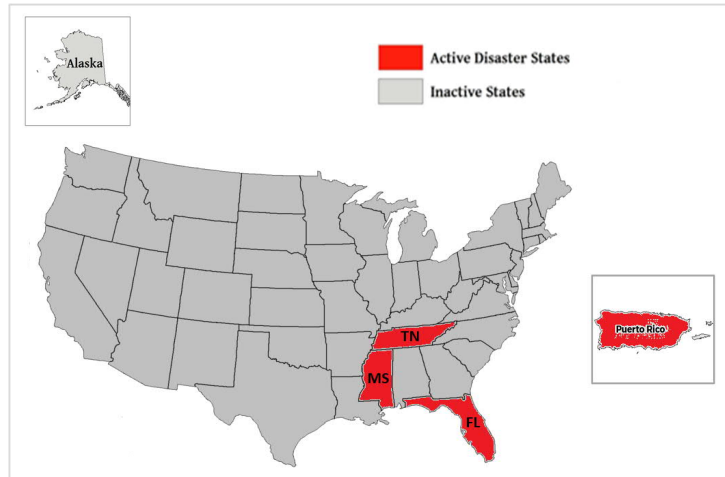 Alaska
Active Disaster States
Inactive States
TN
MS
FL
Puerto Rico